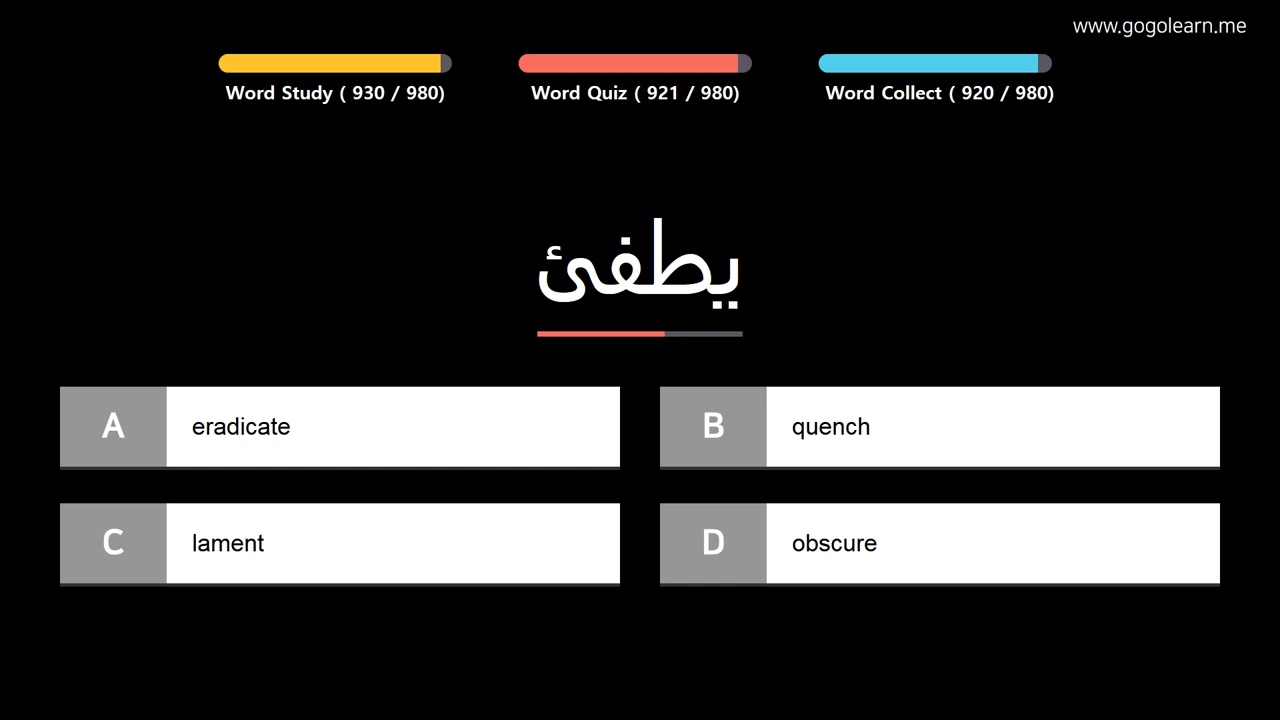 www.gogolearn.me
Word Study ( 930 / 980)
Word Quiz ( 921 / 980)
Word Collect ( 920 / 980)
يطفئ
A eradicate
B quench
C lament
D obscure